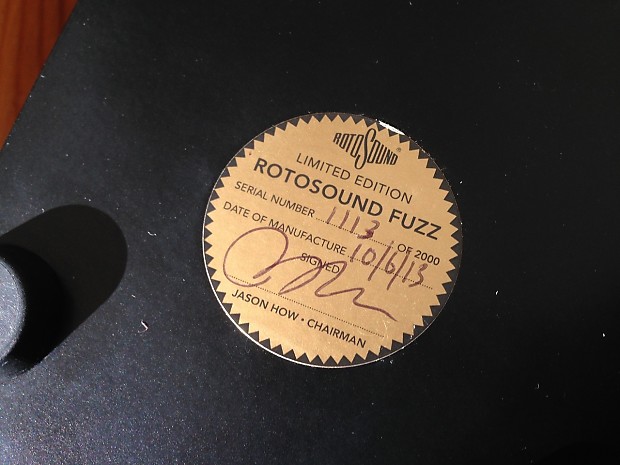 ROTOSOUND®
LIMITED EDITION
ROTOSOUND FUZZ
SERIAL NUMBER 1113 OF 2000
DATE OF MANUFACTURE 10/6/13
SIGNED
JASON HOW • CHAIRMAN